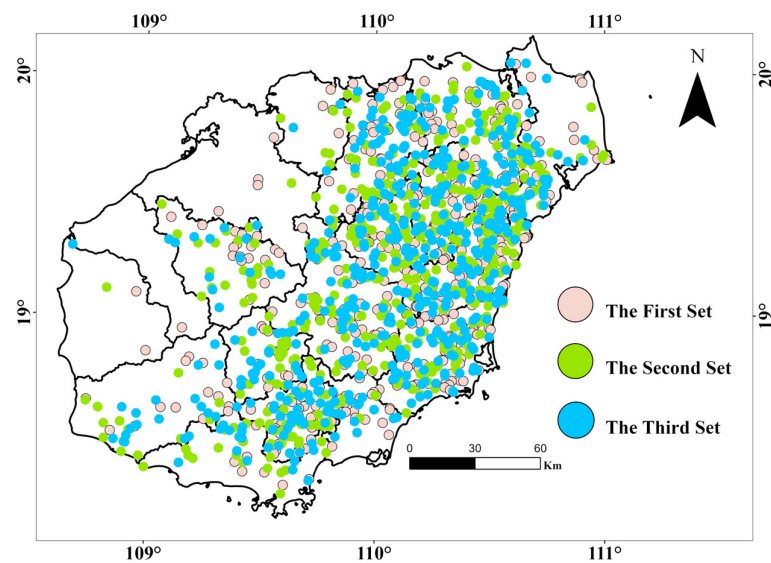 109° 110° 111°
20° 20°
N
19° 19°
The First Set
The Second Set
The Third Set
0 30 60
Km
109° 110° 111°